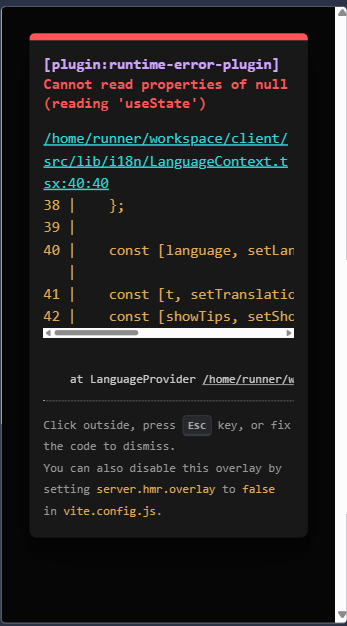 [plugin:runtime-error-plugin]
Cannot read properties of null
(reading 'useState')
/home/runner/workspace/client/
src/lib/i18n/LanguageContext.t
sx:40:40
38 |    };
39 |
40 |    const [language, setLan
   |
41 |    const [t, setTranslatio
42 |    const [showTips, setSho
at LanguageProvider /home/runner/w
Click outside, press Esc key, or fix
the code to dismiss.
You can also disable this overlay by
setting server.hmr.overlay to false
in vite.config.js.